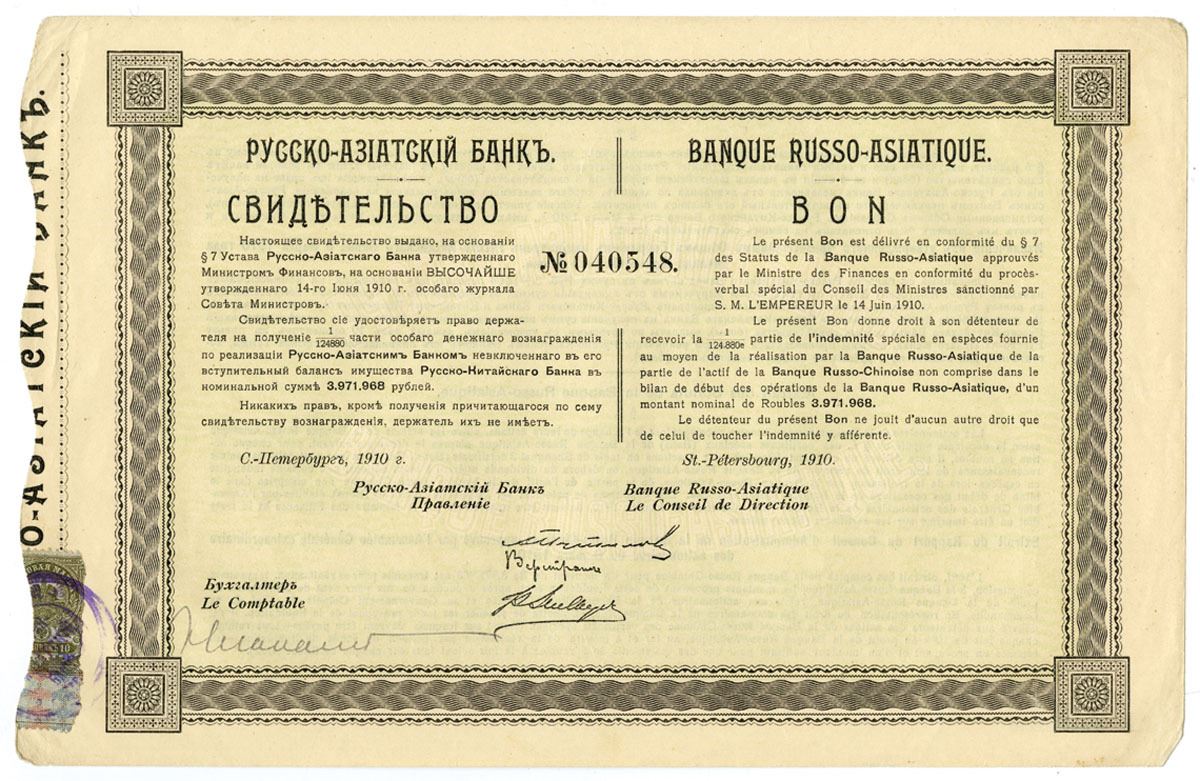 РУССКО-АЗІАТСКІЙ БАНКЪ.
СВИДѢТЕЛЬСТВО
Настоящее свидѣтельство выдано, на основаніи
§ 7 Устава Русско-Азіатскаго Банка утвержденнаго
Министромъ Финансовъ, на основаніи ВЫСОЧАЙШЕ
утвержденнаго 14-го Іюня 1910 г. особаго журнала
Совѣта Министровъ.
Свидѣтельство сіе удостовѣряетъ право держа-
теля на полученіе 1/124880 части особаго денежнаго вознагражденія
по реализаціи Русско-Азіатскимъ Банкомъ невключеннаго въ его
вступительный балансъ имущества Русско-Китайскаго Банка въ
номинальной суммѣ 3.971.968 рублей.
Никакихъ правъ, кромѣ полученія причитающагося по сему
свидѣтельству вознагражденія, держатель ихъ не имѣетъ.
С.-Петербургъ, 1910 г.
Русско-Азіатскій Банкъ
Правленіе
№ 040548.
BANQUE RUSSO-ASIATIQUE.
BON
Le présent Bon est délivré en conformité du § 7
des Statuts de la Banque Russo-Asiatique approuvés
par le Ministre des Finances en conformité du procès-
verbal spécial du Conseil des Ministres sanctionné par
S. M. L'EMPEREUR le 14 Juin 1910.
Le présent Bon donne droit à son détenteur de
recevoir la 1/124.880e partie de l'indemnité spéciale en espèces fournie
au moyen de la réalisation par la Banque Russo-Asiatique de la
partie de l'actif de la Banque Russo-Chinoise non comprise dans le
bilan de début des opérations de la Banque Russo-Asiatique, d'un
montant nominal de Roubles 3.971.968.
Le détenteur du présent Bon ne jouit d'aucun autre droit que
de celui de toucher l'indemnité y afférente.
St.-Pétersbourg, 1910.
Banque Russo-Asiatique
Le Conseil de Direction
Бухгалтеръ
Le Comptable
О-АЗІАТСКІЙ БАНКЪ.